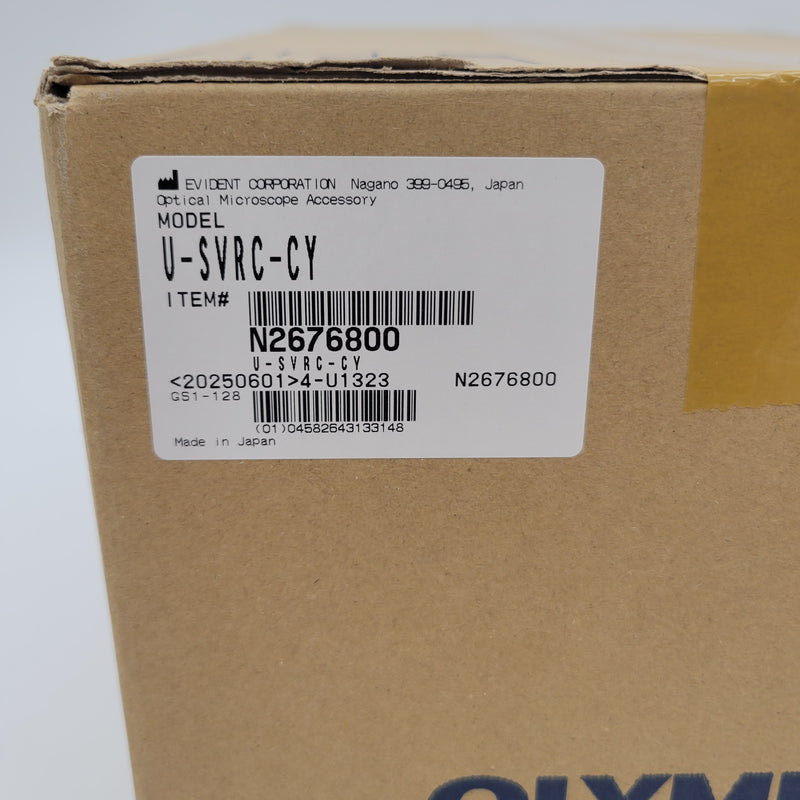 EVIDENT CORPORATION Nagano 399-0495, Japan
Optical Microscope Accessory
MODEL
U-SVRC-CY
ITEM#
N2676800
U-SVRC-CY
<20250601>4-U1323 N2676800
GS1-128
(01)04582643133148
Made in Japan